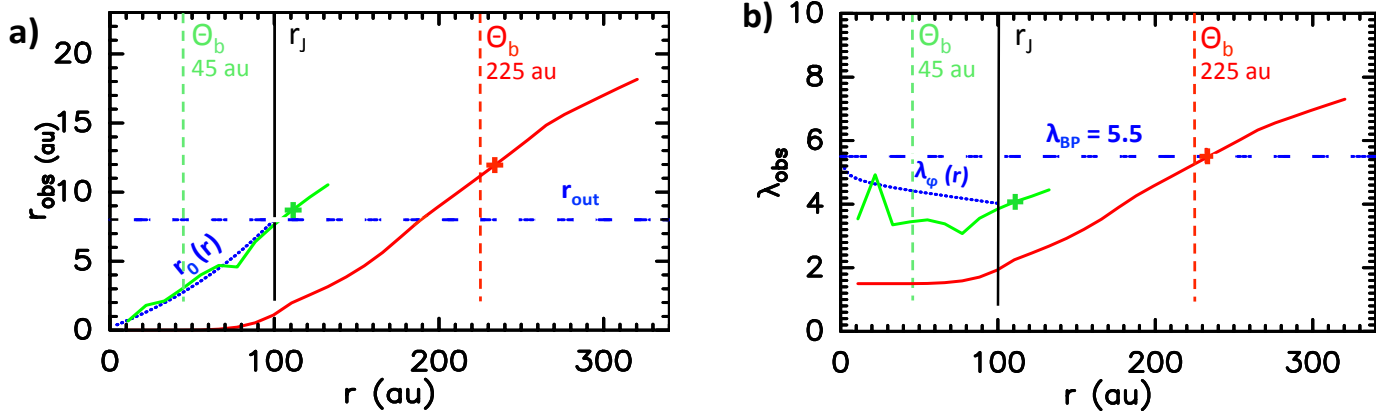 a)
Θb
45 au
rJ
Θb
225 au
rout
r0(r)
robs (au)
20
15
10
5
0
0
100
200
300
r (au)
b)
Θb
45 au
rJ
Θb
225 au
λBP = 5.5
λφ(r)
λobs
10
8
6
4
2
0
0
100
200
300
r (au)